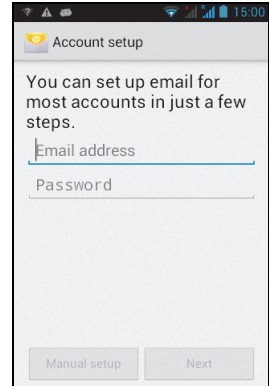 15:00
Account setup
You can set up email for
most accounts in just a few
steps.
Email address
Password
Manual setup
Next